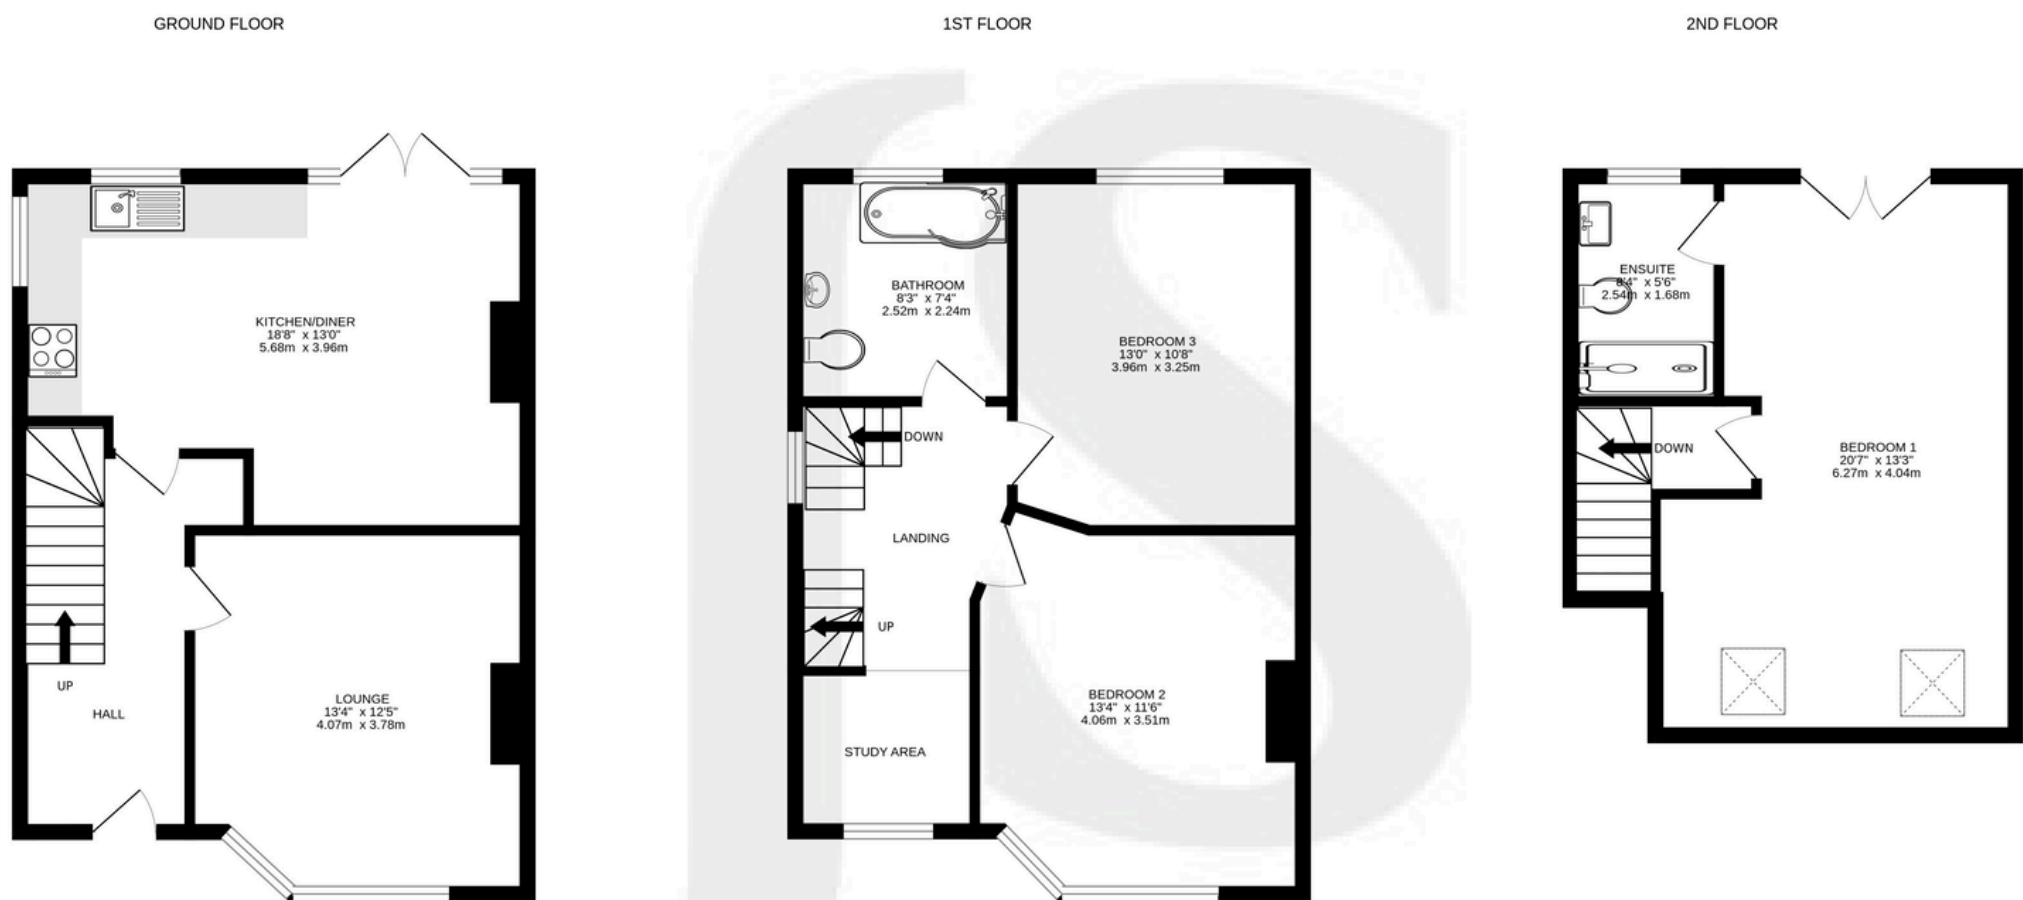 GROUND FLOOR
1ST FLOOR
2ND FLOOR
KITCHEN/DINER
18'8" x 13'0"
5.68m x 3.96m
UP
HALL
LOUNGE
13'4" x 12'5"
4.07m x 3.78m
BATHROOM
8'3" x 7'4"
2.52m x 2.24m
BEDROOM 3
13'0" x 10'8"
3.96m x 3.25m
DOWN
LANDING
UP
BEDROOM 2
13'4" x 11'6"
4.06m x 3.51m
STUDY AREA
ENSUITE
8'4" x 5'6"
2.54m x 1.68m
DOWN
BEDROOM 1
20'7" x 13'3"
6.27m x 4.04m